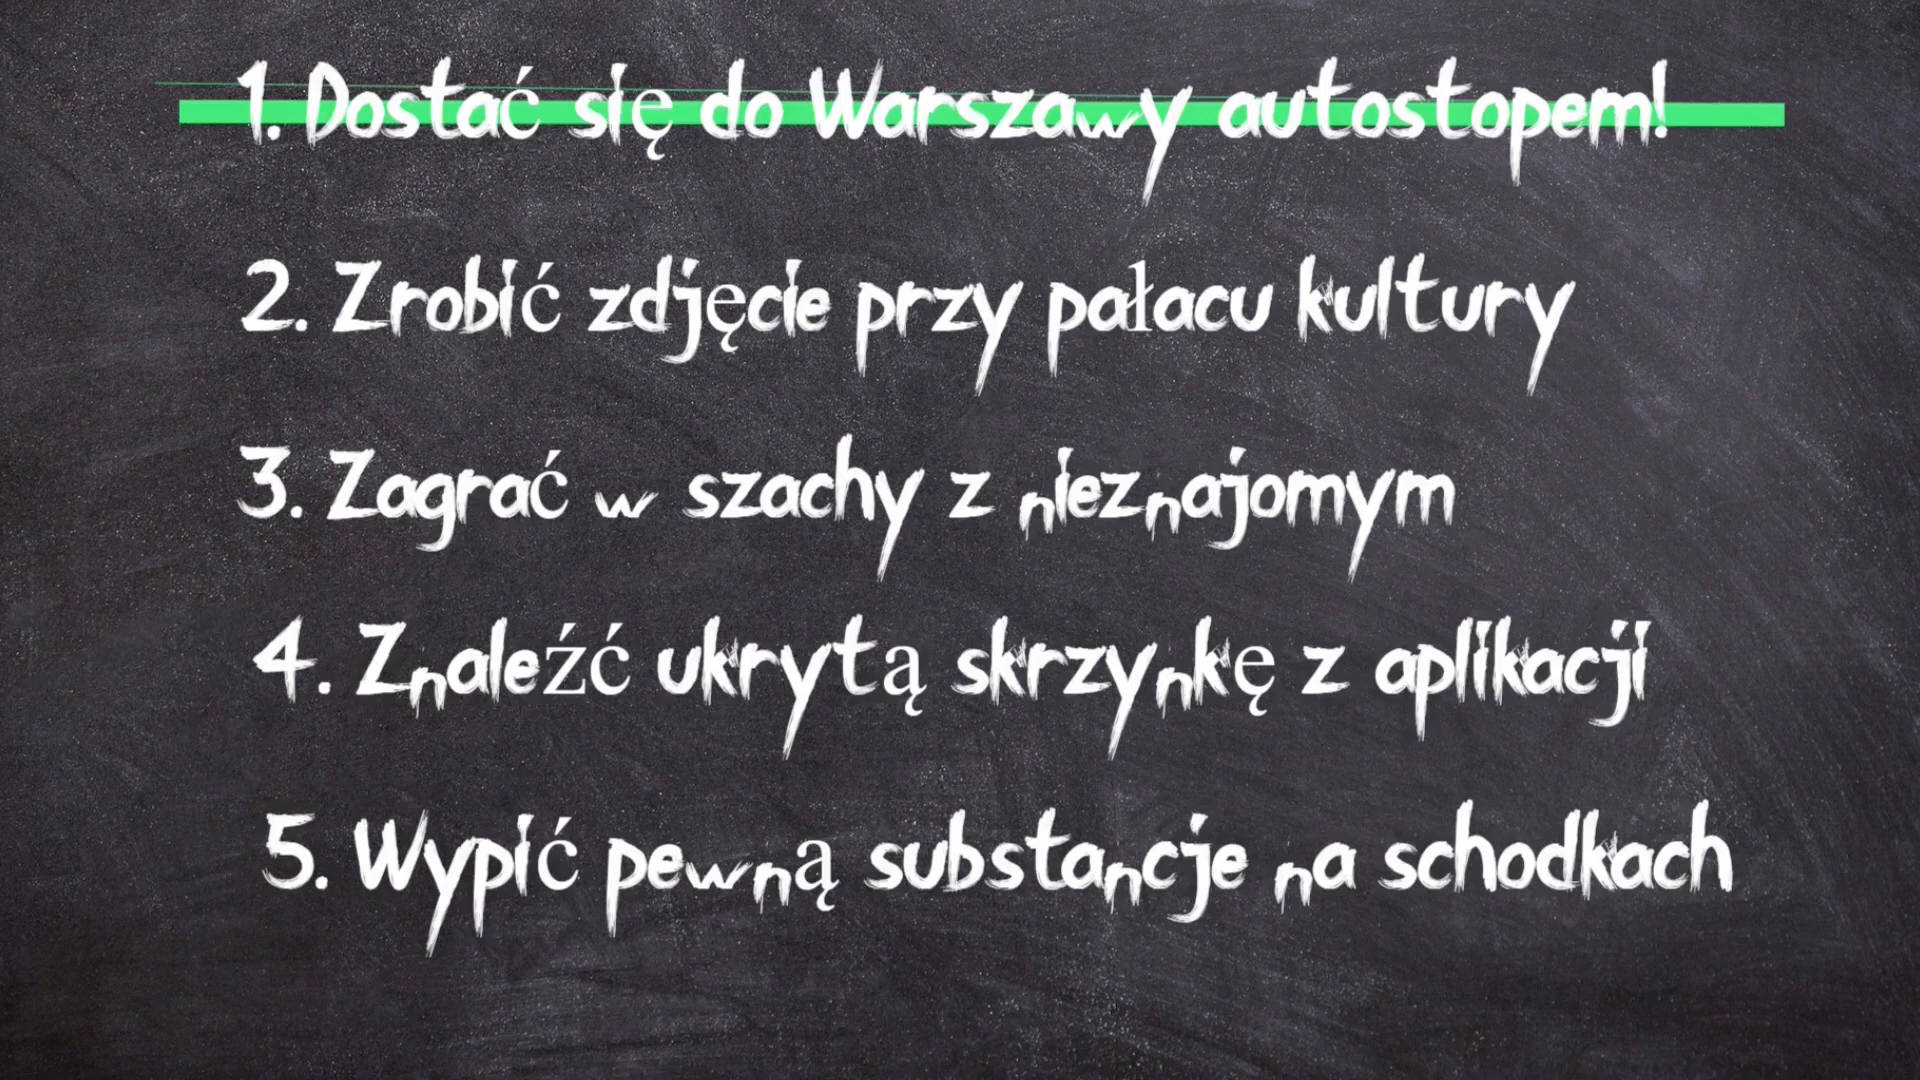 1. Dostać się do Warszawy autostopem!
2. Zrobić zdjęcie przy pałacu kultury
3. Zagrać w szachy z nieznajomym
4. Znaleźć ukrytą skrzynkę z aplikacji
5. Wypić pewną substancje na schodkach